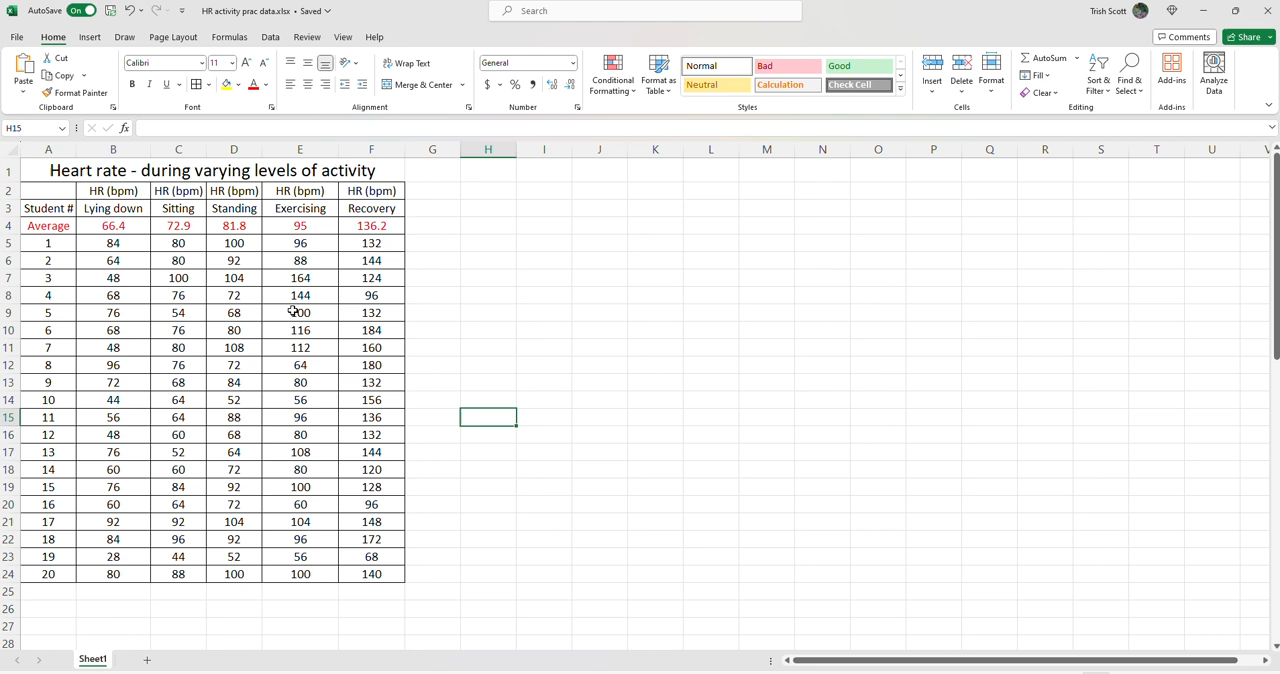 AutoSave On HR activity prac data.xlsx • Saved Search Trish Scott
File Home Insert Draw Page Layout Formulas Data Review View Help Comments Share
Paste Cut Copy Format Painter Clipboard
Calibri 11 B I U Font
Wrap Text Merge & Center Alignment
General $ % Number
Conditional Formatting Format as Table Normal Bad Good Neutral Calculation Check Cell Styles
Insert Delete Format Cells
AutoSum Fill Clear Sort & Filter Find & Select Editing
Add-ins Add-ins
Analyze Data
H15 fx
A B C D E F G H I J K L M N O P Q R S T U
1 Heart rate - during varying levels of activity
2 HR (bpm) HR (bpm) HR (bpm) HR (bpm) HR (bpm)
3 Student # Lying down Sitting Standing Exercising Recovery
4 Average 66.4 72.9 81.8 95 136.2
5 1 84 80 100 96 132
6 2 64 80 92 88 144
7 3 48 100 104 164 124
8 4 68 76 72 144 96
9 5 76 54 68 132
10 6 68 76 80 116 184
11 7 48 80 108 112 160
12 8 96 76 72 64 180
13 9 72 68 84 80 132
14 10 44 64 52 56 156
15 11 56 64 88 96 136
16 12 48 60 68 80 132
17 13 76 52 64 108 144
18 14 60 60 72 80 120
19 15 76 84 92 100 128
20 16 60 64 72 60 96
21 17 92 92 104 104 148
22 18 84 96 92 96 172
23 19 28 44 52 56 68
24 20 80 88 100 100 140
25
26
27
28
Sheet1